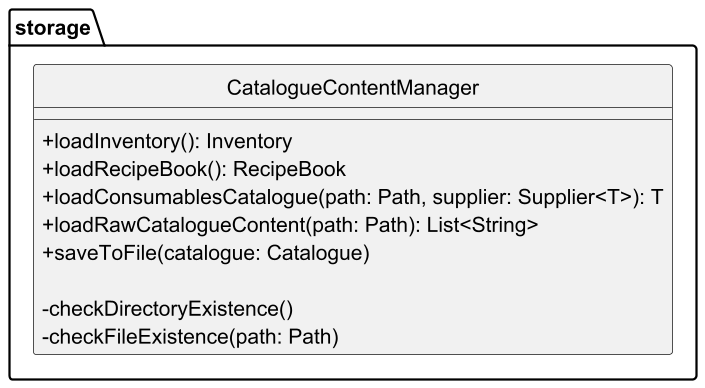 storage
CatalogueContentManager
+loadInventory(): Inventory
+loadRecipeBook(): RecipeBook
+loadConsumablesCatalogue(path: Path, supplier: Supplier<T>): T
+loadRawCatalogueContent(path: Path): List<String>
+saveToFile(catalogue: Catalogue)
-checkDirectoryExistence()
-checkFileExistence(path: Path)